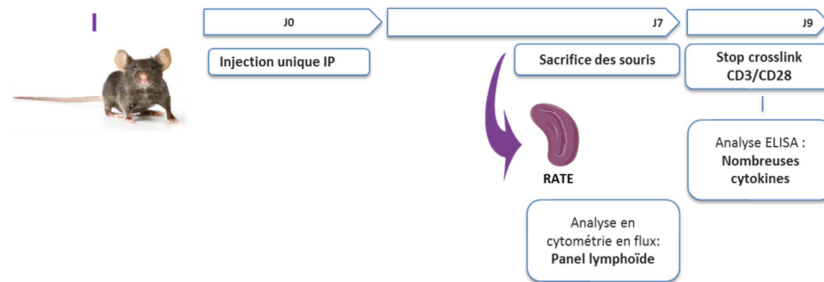 J0
J7
J9
Injection unique IP
Sacrifice des souris
Stop crosslink
CD3/CD28
RATE
Analyse ELISA :
Nombreuses
cytokines
Analyse en
cytométrie en flux:
Panel lymphoïde